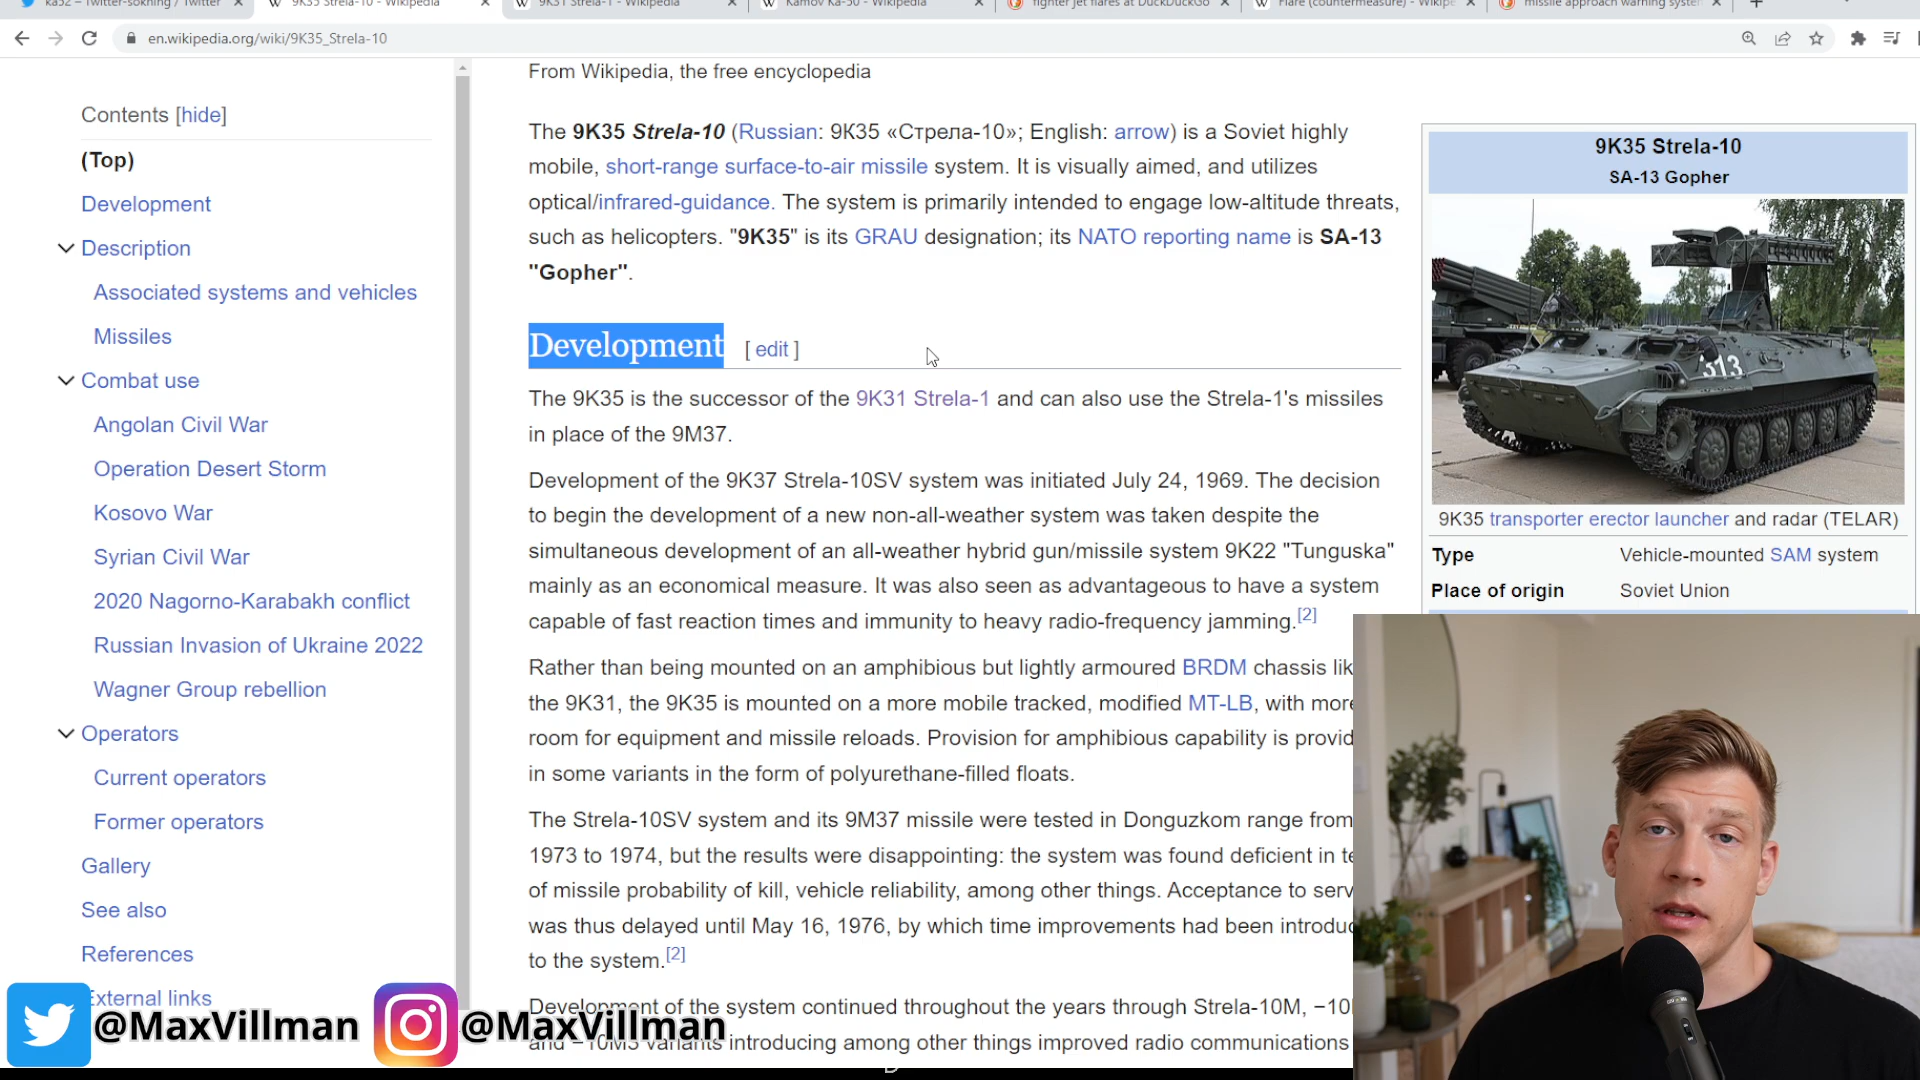 ka52 – Twitter-sökning / Twitter
9K35 Strela-10 - Wikipedia
9K31 Strela-1 - Wikipedia
Kamov Ka-50 - Wikipedia
fighter jet flares at DuckDuckGo
Flare (countermeasure) - Wikipe
missile approach warning system
en.wikipedia.org/wiki/9K35_Strela-10
Contents [hide]
(Top)
Development
Description
Associated systems and vehicles
Missiles
Combat use
Angolan Civil War
Operation Desert Storm
Kosovo War
Syrian Civil War
2020 Nagorno-Karabakh conflict
Russian Invasion of Ukraine 2022
Wagner Group rebellion
Operators
Current operators
Former operators
Gallery
See also
References
External links
From Wikipedia, the free encyclopedia
The 9K35 Strela-10 (Russian: 9К35 «Стрела-10»; English: arrow) is a Soviet highly
mobile, short-range surface-to-air missile system. It is visually aimed, and utilizes
optical/infrared-guidance. The system is primarily intended to engage low-altitude threats,
such as helicopters. "9K35" is its GRAU designation; its NATO reporting name is SA-13
"Gopher".
Development [ edit ]
The 9K35 is the successor of the 9K31 Strela-1 and can also use the Strela-1's missiles
in place of the 9M37.
Development of the 9K37 Strela-10SV system was initiated July 24, 1969. The decision
to begin the development of a new non-all-weather system was taken despite the
simultaneous development of an all-weather hybrid gun/missile system 9K22 "Tunguska"
mainly as an economical measure. It was also seen as advantageous to have a system
capable of fast reaction times and immunity to heavy radio-frequency jamming.[2]
Rather than being mounted on an amphibious but lightly armoured BRDM chassis lik
the 9K31, the 9K35 is mounted on a more mobile tracked, modified MT-LB, with more
room for equipment and missile reloads. Provision for amphibious capability is provid
in some variants in the form of polyurethane-filled floats.
The Strela-10SV system and its 9M37 missile were tested in Donguzkom range from
1973 to 1974, but the results were disappointing: the system was found deficient in te
of missile probability of kill, vehicle reliability, among other things. Acceptance to serv
was thus delayed until May 16, 1976, by which time improvements had been introduc
to the system.[2]
Development of the system continued throughout the years through Strela-10M, −10
and −10M3 variants introducing among other things improved radio communications
9K35 Strela-10
SA-13 Gopher
313
9K35 transporter erector launcher and radar (TELAR)
Type Vehicle-mounted SAM system
Place of origin Soviet Union
@MaxVillman
@MaxVillman